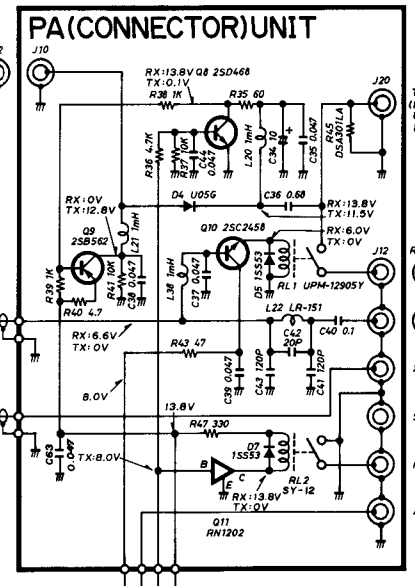 PA(CONNECTOR)UNIT
J10
J20
RX:13.8V Q8 2SD468
TX:0.1V
R38 1K
R35 60
R36 4.7K
R37 10K
C44
0.047
L20 1mH
C34 10
+
C35 0.047
R45
DSA301LA
D4 U05G
C36 0.68
RX:0V
TX:12.8V
RX:13.8V
TX:11.5V
RX:6.0V
TX:0V
Q9
2SB562
L21 1mH
Q10 2SC2458
J12
R39 1K
R41 10K
C38 0.047
L38 1mH
C37 0.047
D5
1SS53
RL1 UPM-12905Y
R40 4.7
L22 LR-151
RX:6.6V
TX:0V
C42
20P
C40 0.1
R43 47
8.0V
C39 0.047
C43 120P
C41 120P
13.8V
R47 330
C63
0.047
TX:8.0V
D7
1SS53
B
C
E
RX:13.8V
TX:0V
RL2
SY-12
Q11
RN1202